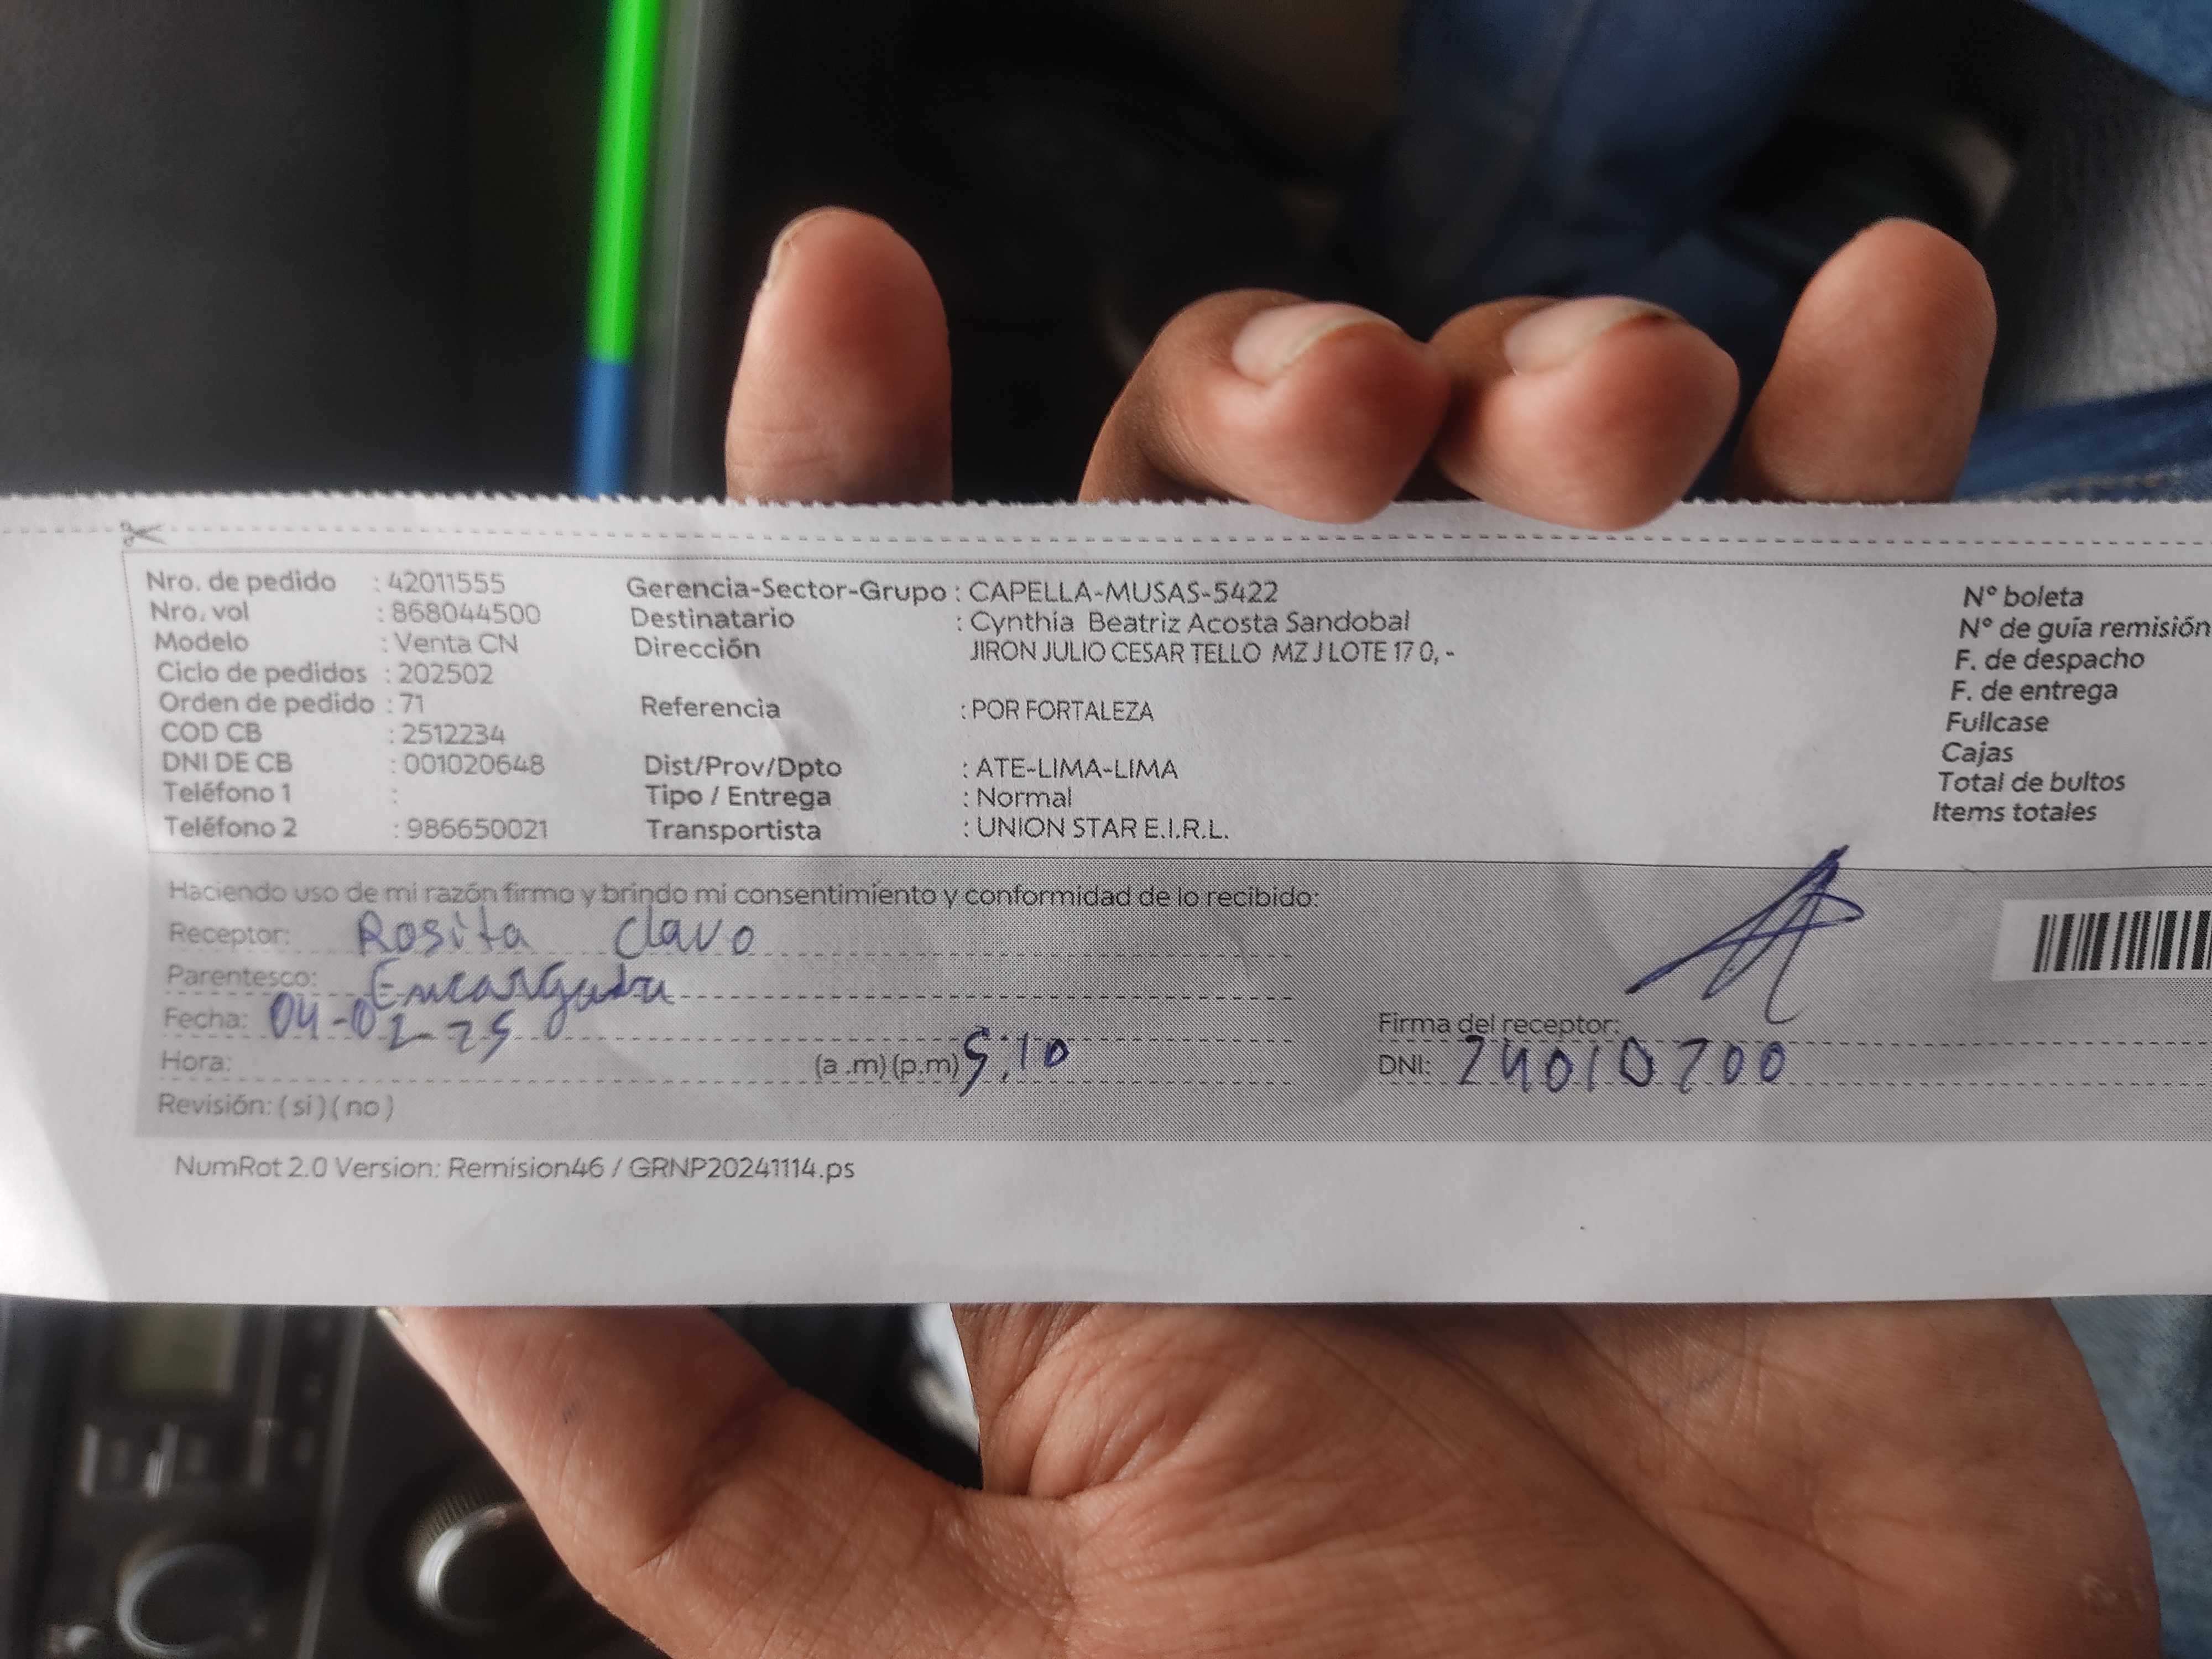 Nro. de pedido : 42011555
Nro. vol : 868044500
Modelo : Venta CN
Ciclo de pedidos : 202502
Orden de pedido : 71
COD CB : 2512234
DNI DE CB : 001020648
Teléfono 1 :
Teléfono 2 : 986650021
Gerencia-Sector-Grupo : CAPELLA-MUSAS-5422
Destinatario : Cynthia Beatriz Acosta Sandobal
Dirección JIRON JULIO CESAR TELLO MZ J LOTE 17 0, -
Referencia : POR FORTALEZA
Dist/Prov/Dpto : ATE-LIMA-LIMA
Tipo / Entrega : Normal
Transportista : UNION STAR E.I.R.L.
N° boleta
N° de guía remisión
F. de despacho
F. de entrega
Fullcase
Cajas
Total de bultos
Items totales
Haciendo uso de mi razón firmo y brindo mi consentimiento y conformidad de lo recibido:
Receptor: Rosita Clavo
Parentesco: Encargada
Fecha: 04-02-25
Hora: (a .m) (p.m) 5:10
Revisión: ( si ) ( no )
Firma del receptor:
DNI:
NumRot 2.0 Version: Remision46 / GRNP20241114.ps